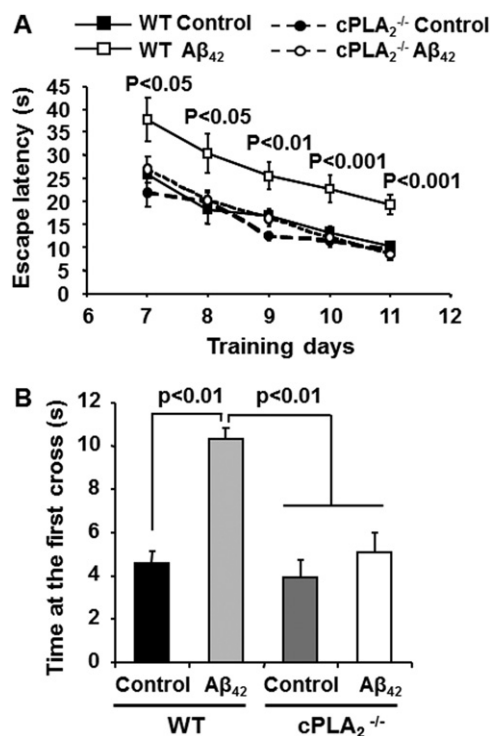 A
WT Control
cPLA₂⁻/⁻ Control
WT Aβ₄₂
cPLA₂⁻/⁻ Aβ₄₂
Escape latency (s)
45
40
35
30
25
20
15
10
5
0
P<0.05
P<0.05
P<0.01
P<0.001
P<0.001
6 7 8 9 10 11 12
Training days
B
Time at the first cross (s)
12
10
8
6
4
2
0
p<0.01 p<0.01
Control Aβ₄₂ Control Aβ₄₂
WT cPLA₂⁻/⁻